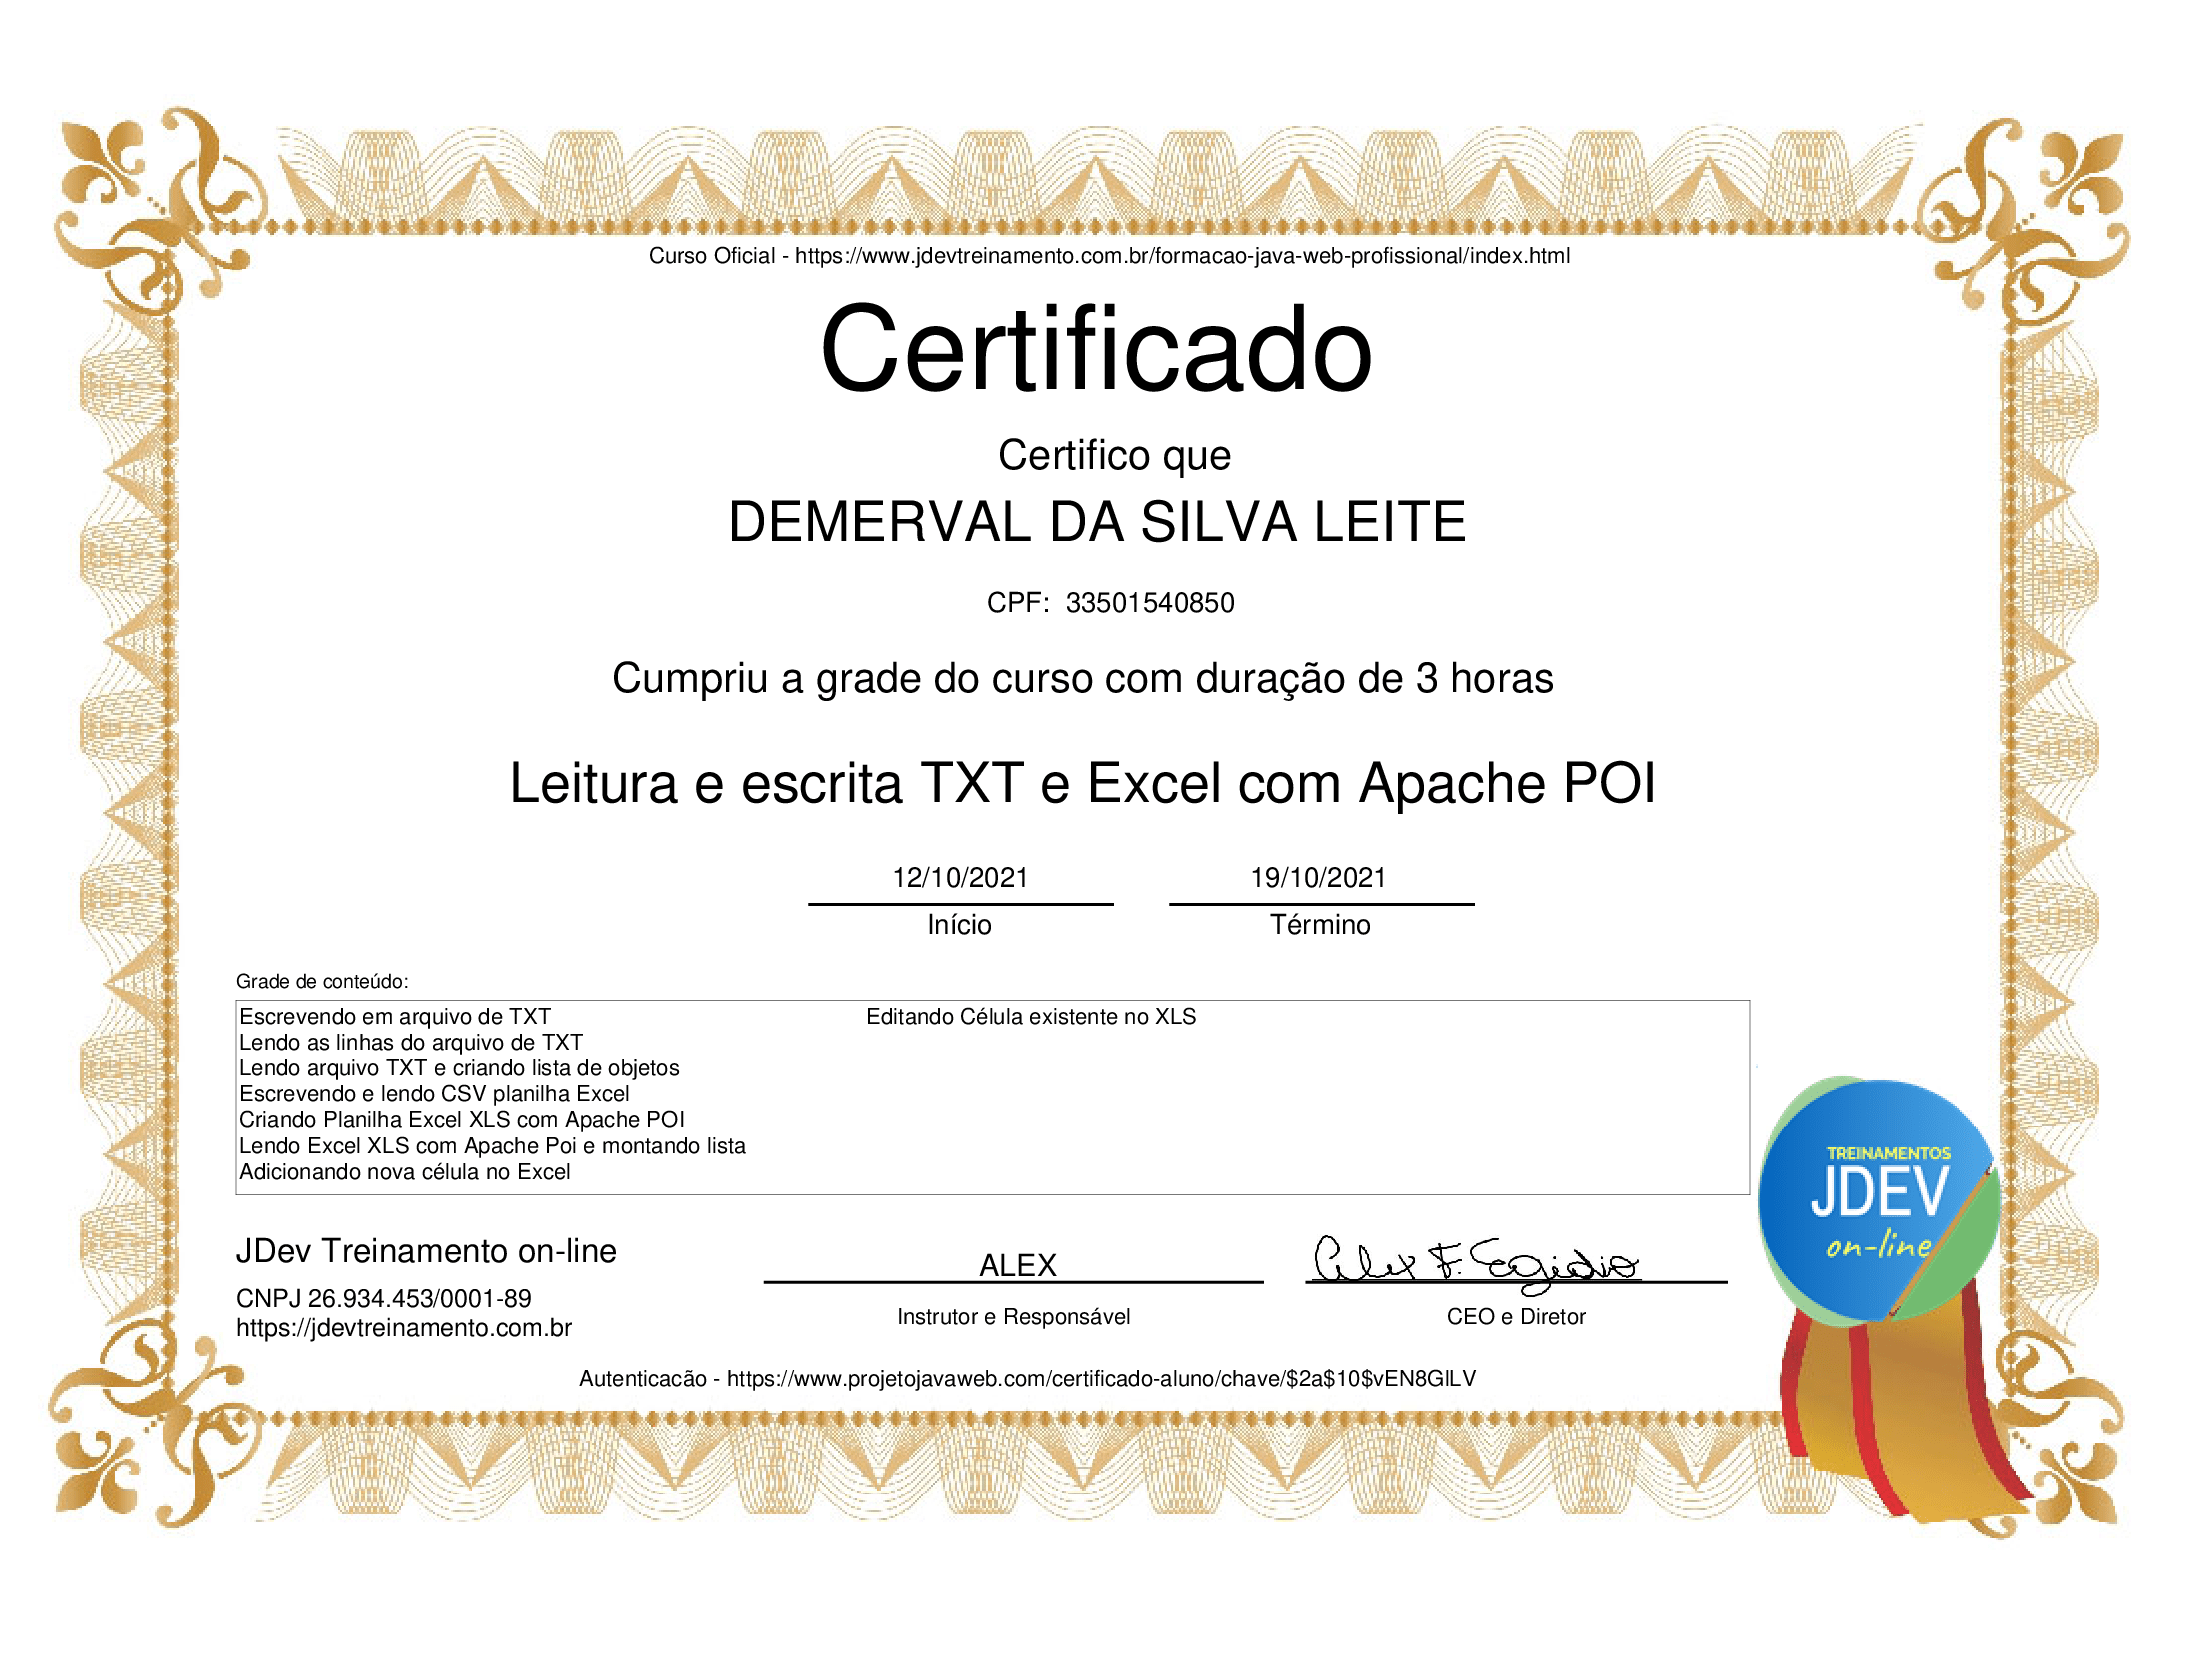 Curso Oficial - https://www.jdevtreinamento.com.br/formacao-java-web-profissional/index.html
Certificado
Certifico que
DEMERVAL DA SILVA LEITE
CPF: 33501540850
Cumpriu a grade do curso com duração de 3 horas
Leitura e escrita TXT e Excel com Apache POI
12/10/2021 19/10/2021
Início Término
Grade de conteúdo:
Escrevendo em arquivo de TXT
Lendo as linhas do arquivo de TXT
Lendo arquivo TXT e criando lista de objetos
Escrevendo e lendo CSV planilha Excel
Criando Planilha Excel XLS com Apache POI
Lendo Excel XLS com Apache Poi e montando lista
Adicionando nova célula no Excel
Editando Célula existente no XLS
TREINAMENTOS
JDEV
on-line
JDev Treinamento on-line
CNPJ 26.934.453/0001-89
https://jdevtreinamento.com.br
ALEX
Instrutor e Responsável
Alex F. Egidio
CEO e Diretor
Autenticacão - https://www.projetojavaweb.com/certificado-aluno/chave/$2a$10$vEN8GlLV